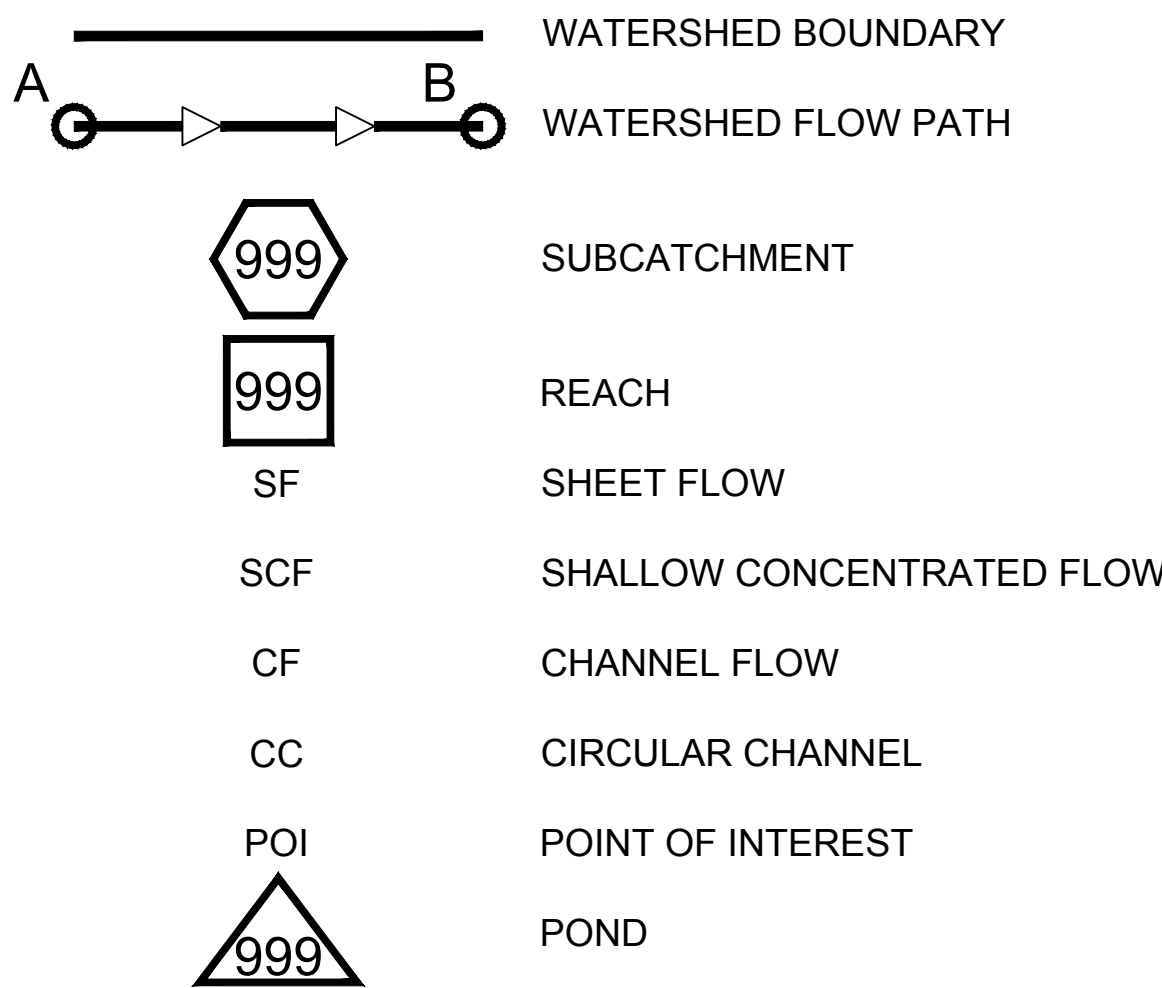 WATERSHED BOUNDARY
A B
WATERSHED FLOW PATH
999 SUBCATCHMENT
999 REACH
SF SHEET FLOW
SCF SHALLOW CONCENTRATED FLOW
CF CHANNEL FLOW
CC CIRCULAR CHANNEL
POI POINT OF INTEREST
999 POND